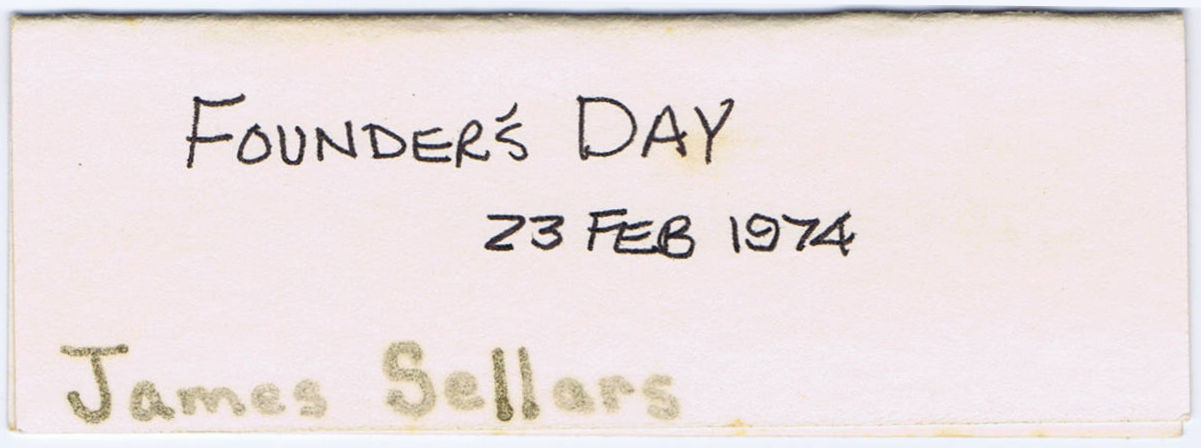 FOUNDER'S DAY
23 FEB 1974
James Sellars